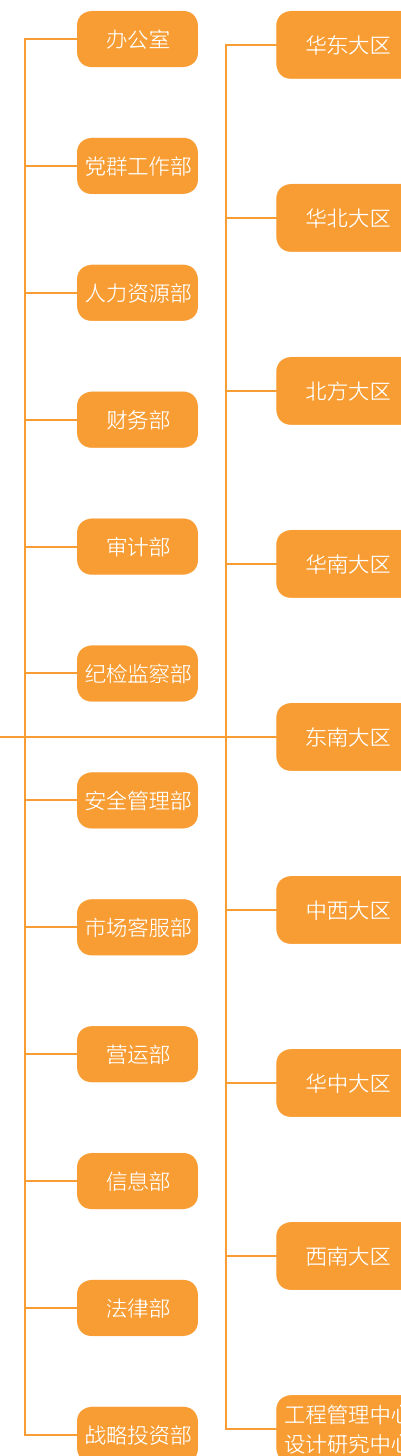 办公室
党群工作部
人力资源部
财务部
审计部
纪检监察部
安全管理部
市场客服部
营运部
信息部
法律部
战略投资部
华东大区
华北大区
北方大区
华南大区
东南大区
中西大区
华中大区
西南大区
工程管理中心
设计研究中心